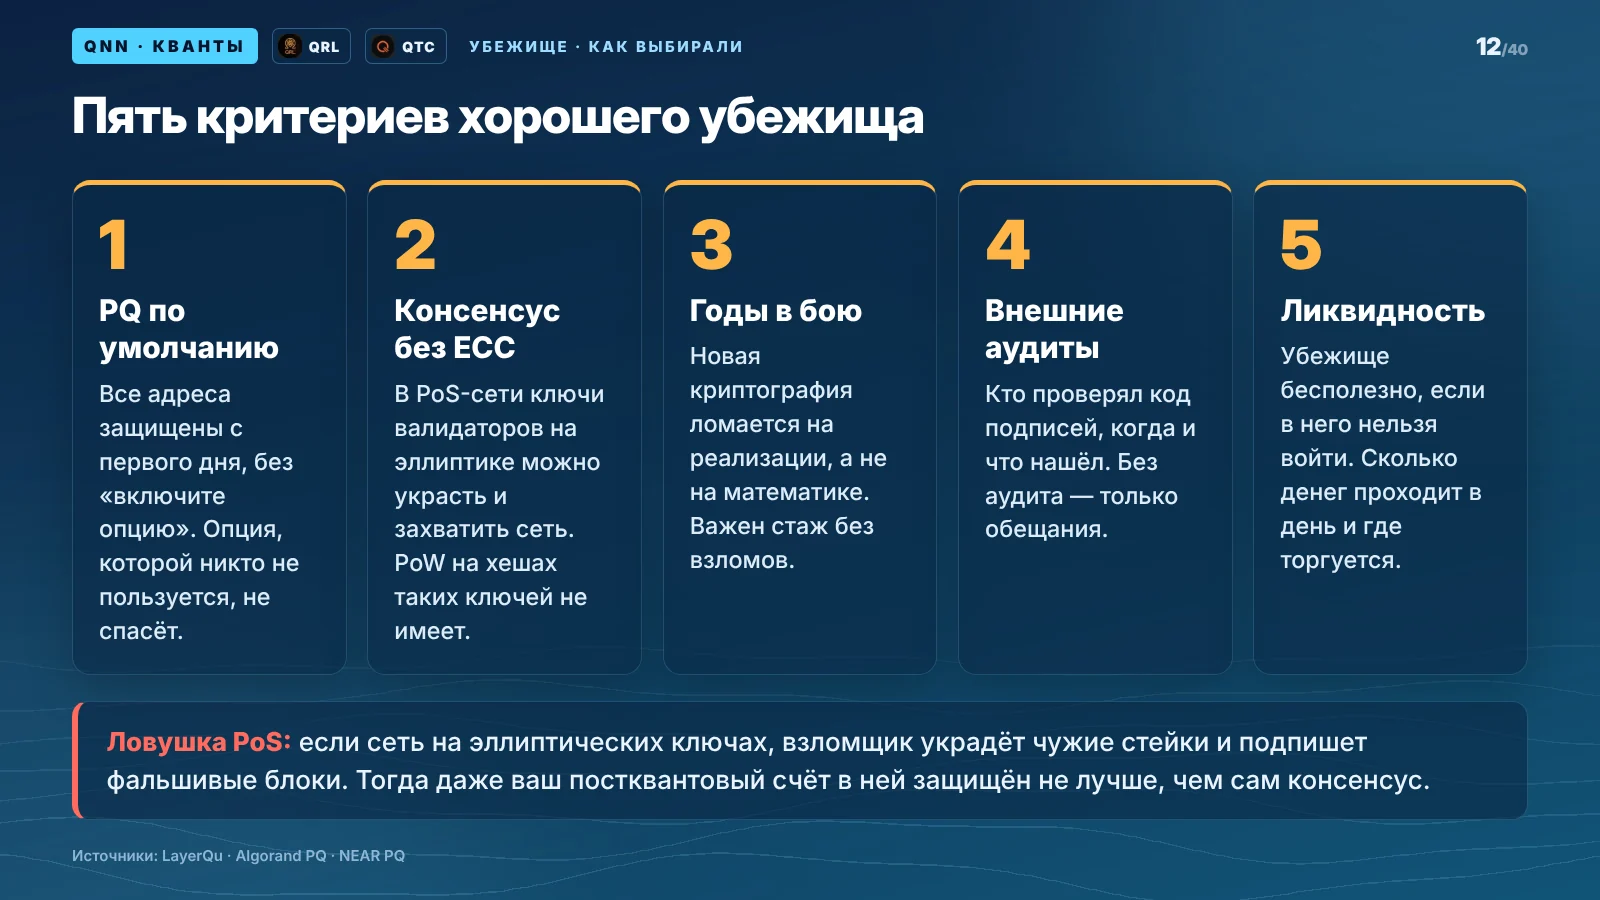 QNN · КВАНТЫ
QRL
QTC
УБЕЖИЩЕ · КАК ВЫБИРАЛИ
12/40
Пять критериев хорошего убежища
1
PQ по
умолчанию
Все адреса
защищены с
первого дня, без
«включите
опцию». Опция,
которой никто не
пользуется, не
спасёт.
2
Консенсус
без ECC
В PoS-сети ключи
валидаторов на
эллиптике можно
украсть и
захватить сеть.
PoW на хешах
таких ключей не
имеет.
3
Годы в бою
Новая
криптография
ломается на
реализации, а не
на математике.
Важен стаж без
взломов.
4
Внешние
аудиты
Кто проверял код
подписей, когда и
что нашёл. Без
аудита — только
обещания.
5
Ликвидность
Убежище
бесполезно, если
в него нельзя
войти. Сколько
денег проходит в
день и где
торгуется.
Ловушка PoS: если сеть на эллиптических ключах, взломщик украдёт чужие стейки и подпишет
фальшивые блоки. Тогда даже ваш постквантовый счёт в ней защищён не лучше, чем сам консенсус.
Источники: LayerQu · Algorand PQ · NEAR PQ